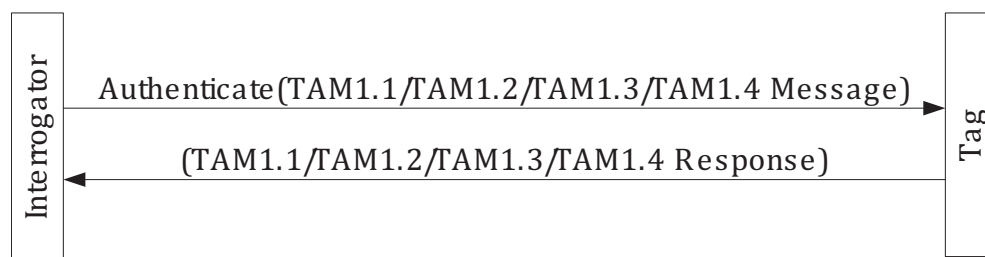 Interrogator
Authenticate(TAM1.1/TAM1.2/TAM1.3/TAM1.4 Message)
(TAM1.1/TAM1.2/TAM1.3/TAM1.4 Response)
Tag